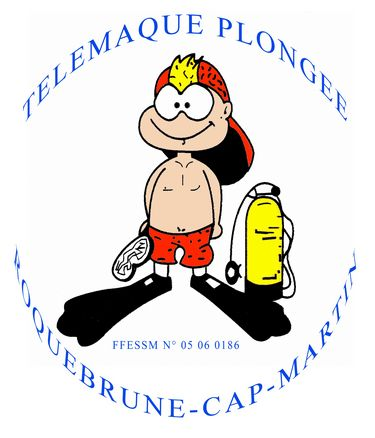 TELEMAQUE PLONGEE
FFESSM N° 05 06 0186
ROQUEBRUNE-CAP-MARTIN